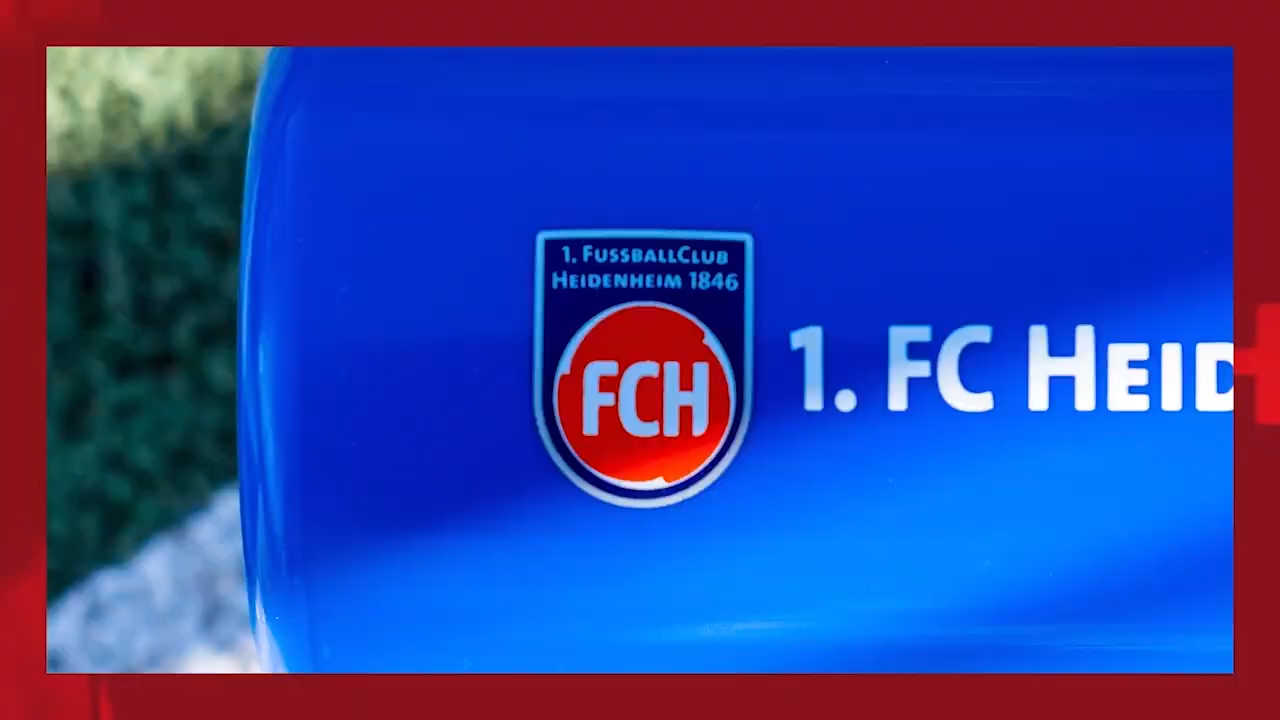 1. FUSSBALLCLUB
HEIDENHEIM 1846
FCH
1. FC HEID